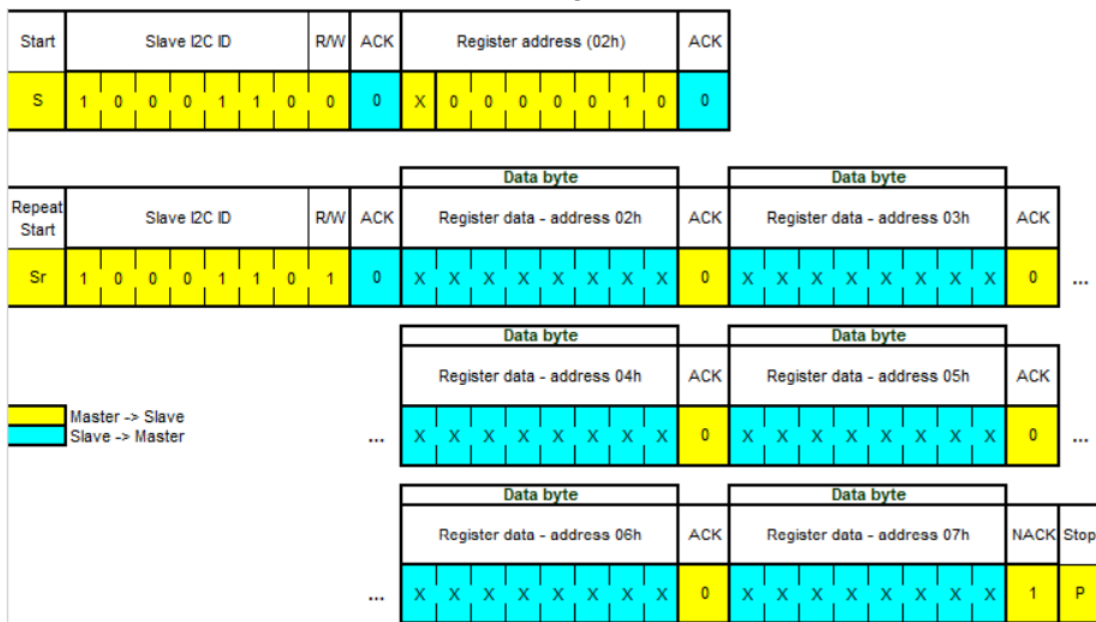 Start Slave I2C ID R/W ACK Register address (02h) ACK
S 1 0 0 0 1 1 0 0 0 X 0 0 0 0 0 1 0 0
Data byte Data byte
Repeat Start Slave I2C ID R/W ACK Register data - address 02h ACK Register data - address 03h ACK
Sr 1 0 0 0 1 1 0 1 0 X X X X X X X X 0 X X X X X X X X 0 ...
Data byte Data byte
Register data - address 04h ACK Register data - address 05h ACK
Master -> Slave
Slave -> Master
... X X X X X X X X 0 X X X X X X X X 0 ...
Data byte Data byte
Register data - address 06h ACK Register data - address 07h NACK Stop
... X X X X X X X X 0 X X X X X X X X 1 P